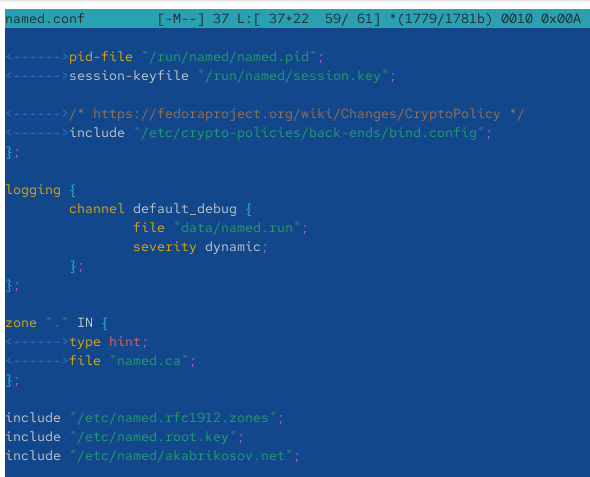 named.conf [-M--] 37 L:[ 37+22 59/ 61] *(1779/1781b) 0010 0x00A
<------>pid-file "/run/named/named.pid";
<------>session-keyfile "/run/named/session.key";
<------>/* https://fedoraproject.org/wiki/Changes/CryptoPolicy */
<------>include "/etc/crypto-policies/back-ends/bind.config";
};
logging {
        channel default_debug {
                file "data/named.run";
                severity dynamic;
        };
};
zone "." IN {
<------>type hint;
<------>file "named.ca";
};
include "/etc/named.rfc1912.zones";
include "/etc/named.root.key";
include "/etc/named/akabrikosov.net";